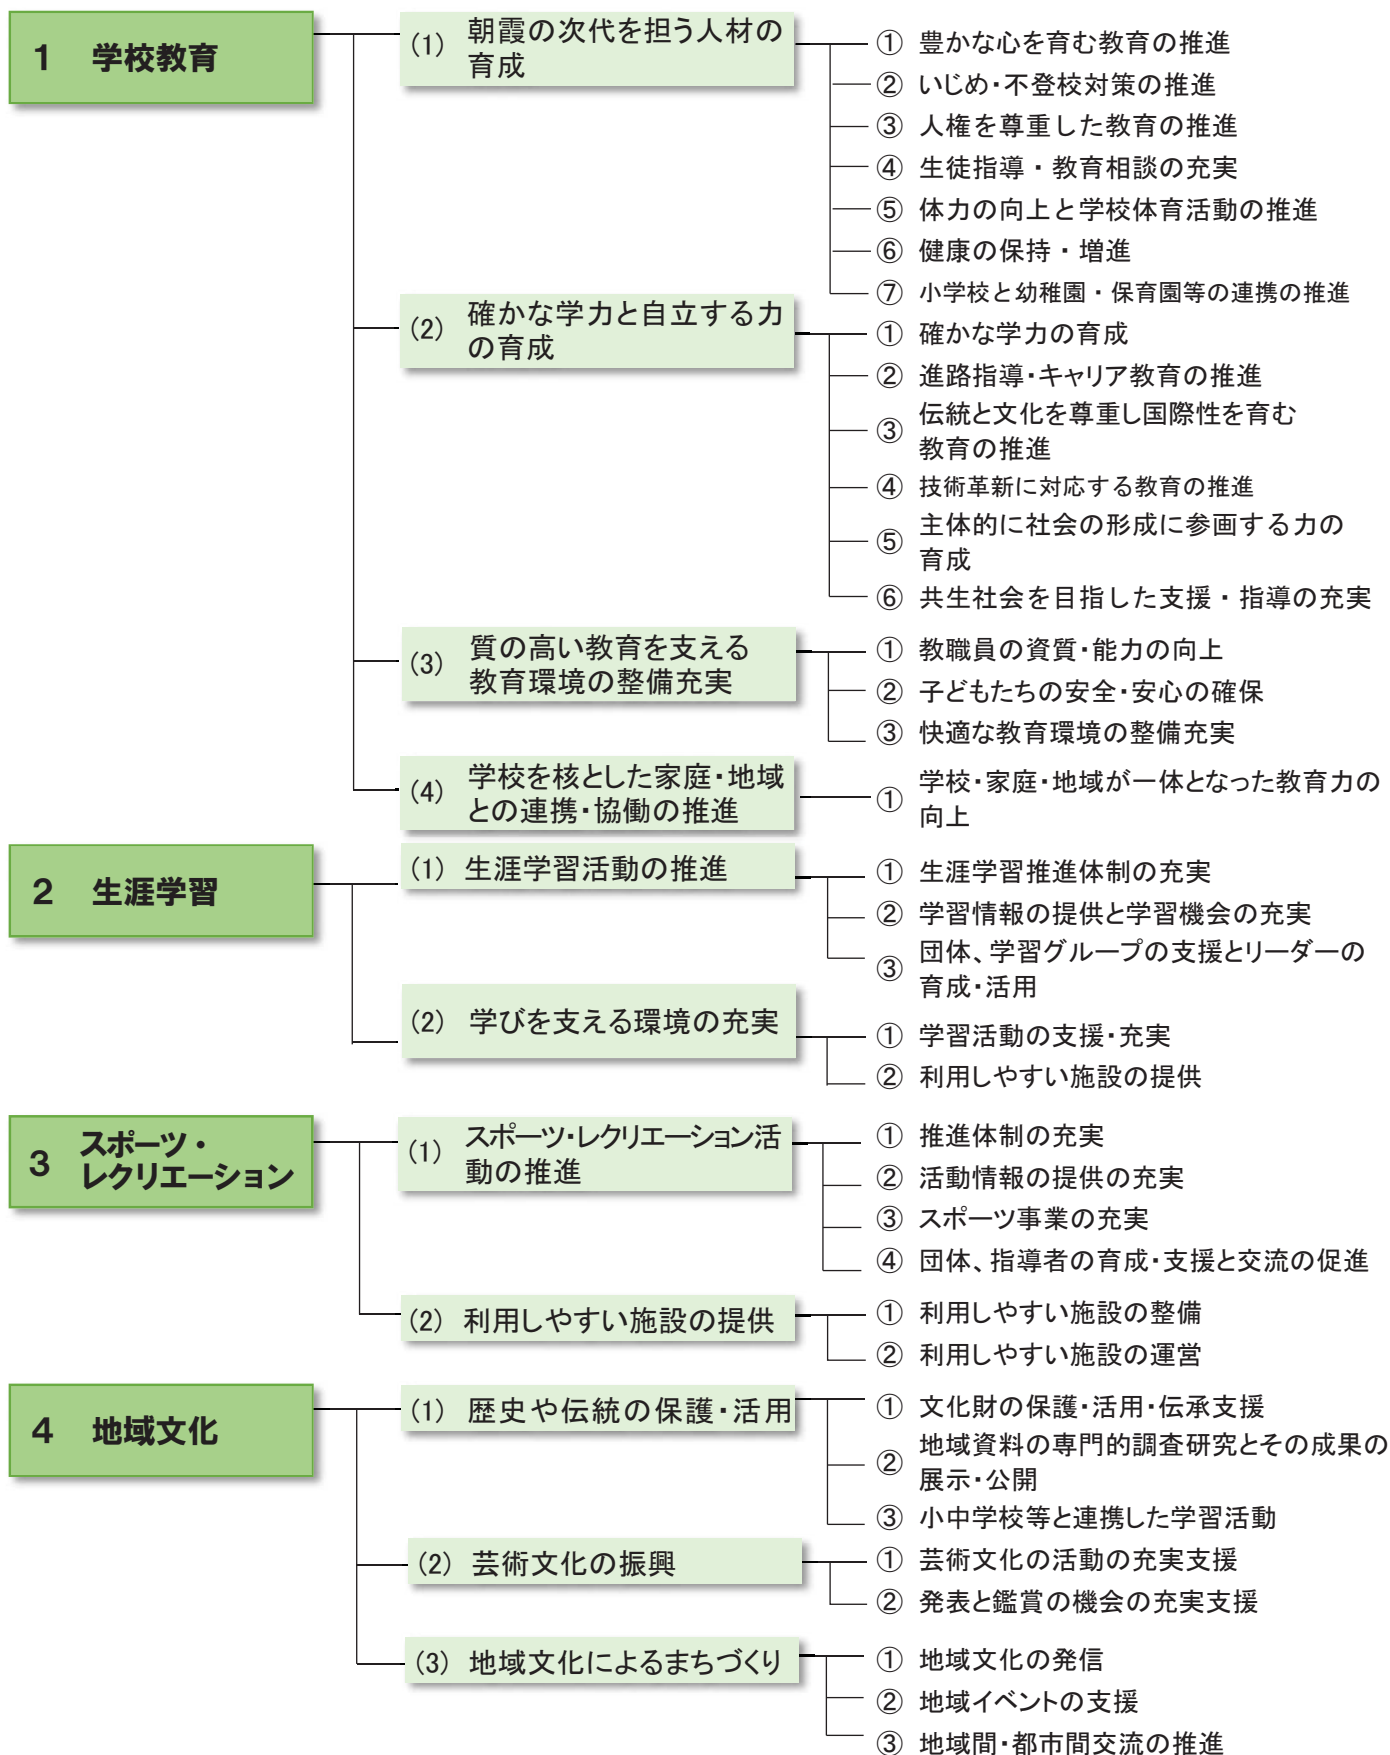 1 学校教育
(1) 朝霞の次代を担う人材の
育成
① 豊かな心を育む教育の推進
② いじめ・不登校対策の推進
③ 人権を尊重した教育の推進
④ 生徒指導・教育相談の充実
⑤ 体力の向上と学校体育活動の推進
⑥ 健康の保持・増進
⑦ 小学校と幼稚園・保育園等の連携の推進
(2) 確かな学力と自立する力
の育成
① 確かな学力の育成
② 進路指導・キャリア教育の推進
③ 伝統と文化を尊重し国際性を育む
教育の推進
④ 技術革新に対応する教育の推進
⑤ 主体的に社会の形成に参画する力の
育成
⑥ 共生社会を目指した支援・指導の充実
(3) 質の高い教育を支える
教育環境の整備充実
① 教職員の資質・能力の向上
② 子どもたちの安全・安心の確保
③ 快適な教育環境の整備充実
(4) 学校を核とした家庭・地域
との連携・協働の推進
① 学校・家庭・地域が一体となった教育力の
向上
2 生涯学習
(1) 生涯学習活動の推進
① 生涯学習推進体制の充実
② 学習情報の提供と学習機会の充実
③ 団体、学習グループの支援とリーダーの
育成・活用
(2) 学びを支える環境の充実
① 学習活動の支援・充実
② 利用しやすい施設の提供
3 スポーツ・
レクリエーション
(1) スポーツ・レクリエーション活
動の推進
① 推進体制の充実
② 活動情報の提供の充実
③ スポーツ事業の充実
④ 団体、指導者の育成・支援と交流の促進
(2) 利用しやすい施設の提供
① 利用しやすい施設の整備
② 利用しやすい施設の運営
4 地域文化
(1) 歴史や伝統の保護・活用
① 文化財の保護・活用・伝承支援
② 地域資料の専門的調査研究とその成果の
展示・公開
③ 小中学校等と連携した学習活動
(2) 芸術文化の振興
① 芸術文化の活動の充実支援
② 発表と鑑賞の機会の充実支援
(3) 地域文化によるまちづくり
① 地域文化の発信
② 地域イベントの支援
③ 地域間・都市間交流の推進